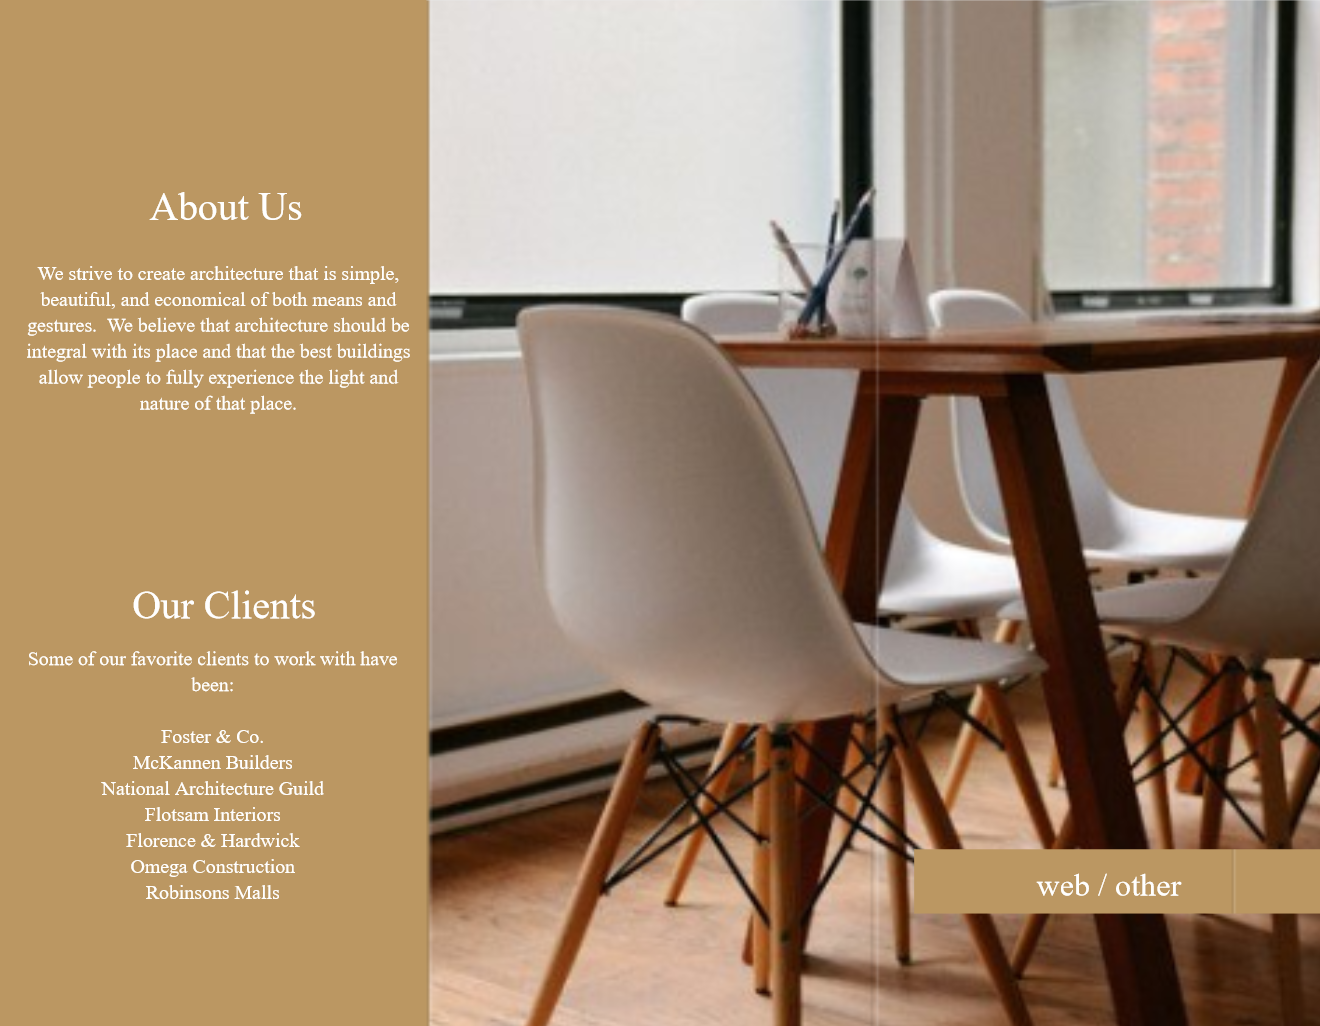 About Us
We strive to create architecture that is simple,
beautiful, and economical of both means and
gestures.  We believe that architecture should be
integral with its place and that the best buildings
allow people to fully experience the light and
nature of that place.
Our Clients
Some of our favorite clients to work with have
been:
Foster & Co.
McKannen Builders
National Architecture Guild
Flotsam Interiors
Florence & Hardwick
Omega Construction
Robinsons Malls
web / other